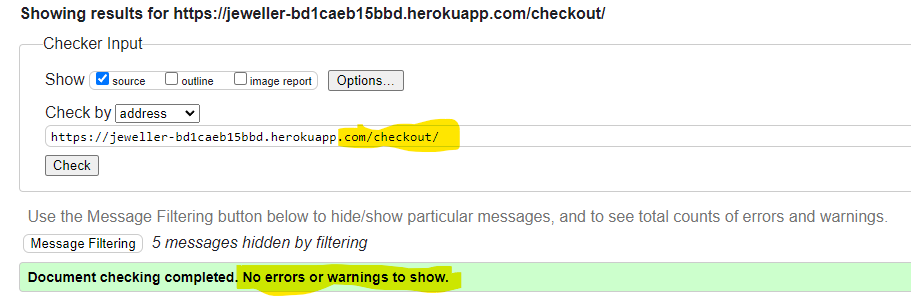 Showing results for https://jeweller-bd1caeb15bbd.herokuapp.com/checkout/
Checker Input
Show source outline image report Options...
Check by address
https://jeweller-bd1caeb15bbd.herokuapp.com/checkout/
Check
Use the Message Filtering button below to hide/show particular messages, and to see total counts of errors and warnings.
Message Filtering 5 messages hidden by filtering
Document checking completed. No errors or warnings to show.